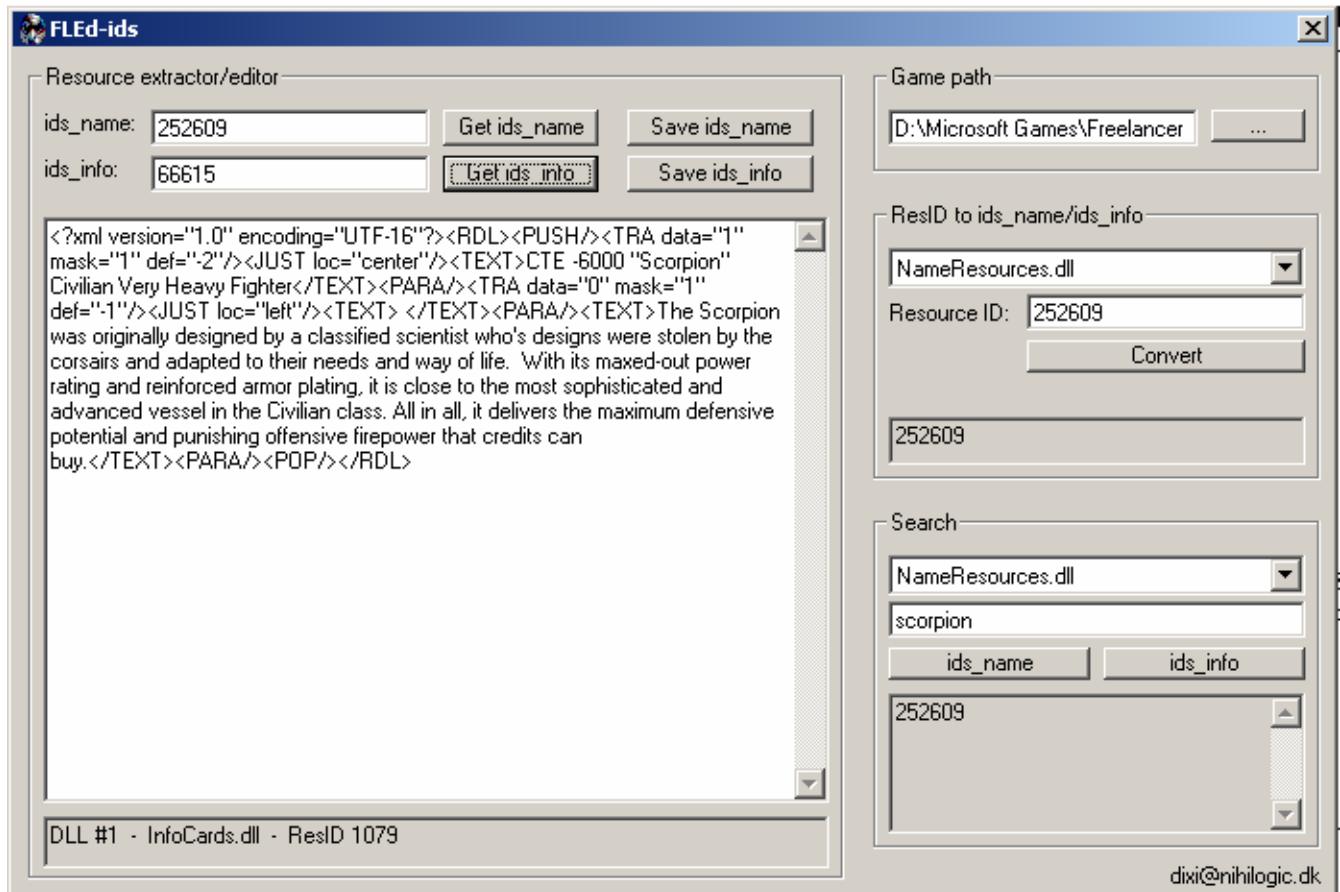 FLEd-ids
Resource extractor/editor
ids_name: 252609 Get ids_name Save ids_name
ids_info: 66615 Get ids_info Save ids_info
<?xml version="1.0" encoding="UTF-16"?><RDL><PUSH/><TRA data="1"
mask="1" def="-2"/><JUST loc="center"/><TEXT>CTE -6000 "Scorpion"
Civilian Very Heavy Fighter</TEXT><PARA/><TRA data="0" mask="1"
def="-1"/><JUST loc="left"/><TEXT> </TEXT><PARA/><TEXT>The Scorpion
was originally designed by a classified scientist who's designs were stolen by the
corsairs and adapted to their needs and way of life.  With its maxed-out power
rating and reinforced armor plating, it is close to the most sophisticated and
advanced vessel in the Civilian class. All in all, it delivers the maximum defensive
potential and punishing offensive firepower that credits can
buy.</TEXT><PARA/><POP/></RDL>
DLL #1 - InfoCards.dll - ResID 1079
Game path
D:\Microsoft Games\Freelancer ...
ResID to ids_name/ids_info
NameResources.dll
Resource ID: 252609
Convert
252609
Search
NameResources.dll
scorpion
ids_name ids_info
252609
dixi@nihilogic.dk